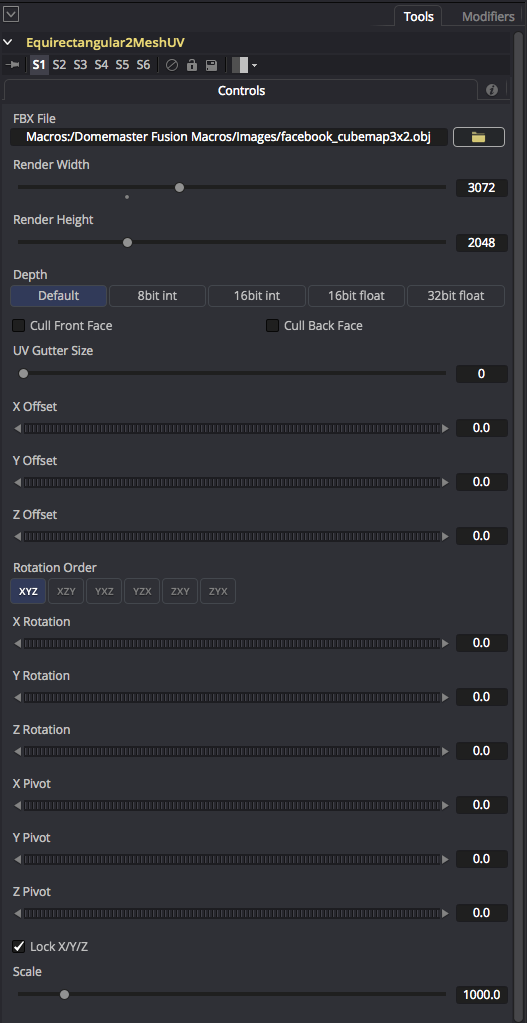 Tools Modifiers
Equirectangular2MeshUV
S1 S2 S3 S4 S5 S6
Controls
FBX File
Macros:/Domemaster Fusion Macros/Images/facebook_cubemap3x2.obj
Render Width
3072
Render Height
2048
Depth
Default 8bit int 16bit int 16bit float 32bit float
Cull Front Face Cull Back Face
UV Gutter Size
0
X Offset
0.0
Y Offset
0.0
Z Offset
0.0
Rotation Order
XYZ XZY YXZ YZX ZXY ZYX
X Rotation
0.0
Y Rotation
0.0
Z Rotation
0.0
X Pivot
0.0
Y Pivot
0.0
Z Pivot
0.0
Lock X/Y/Z
Scale
1000.0